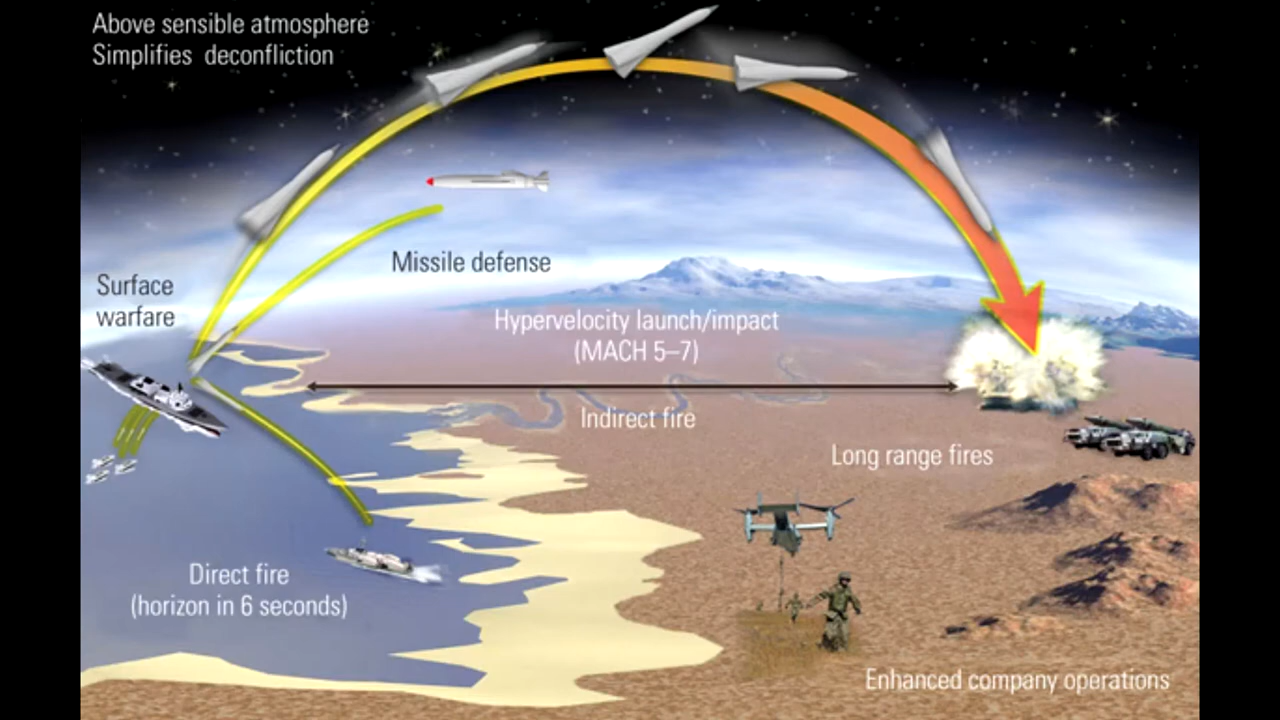 Above sensible atmosphere
Simplifies deconfliction
Surface
warfare
Missile defense
Hypervelocity launch/impact
(MACH 5–7)
Indirect fire
Long range fires
Direct fire
(horizon in 6 seconds)
Enhanced company operations